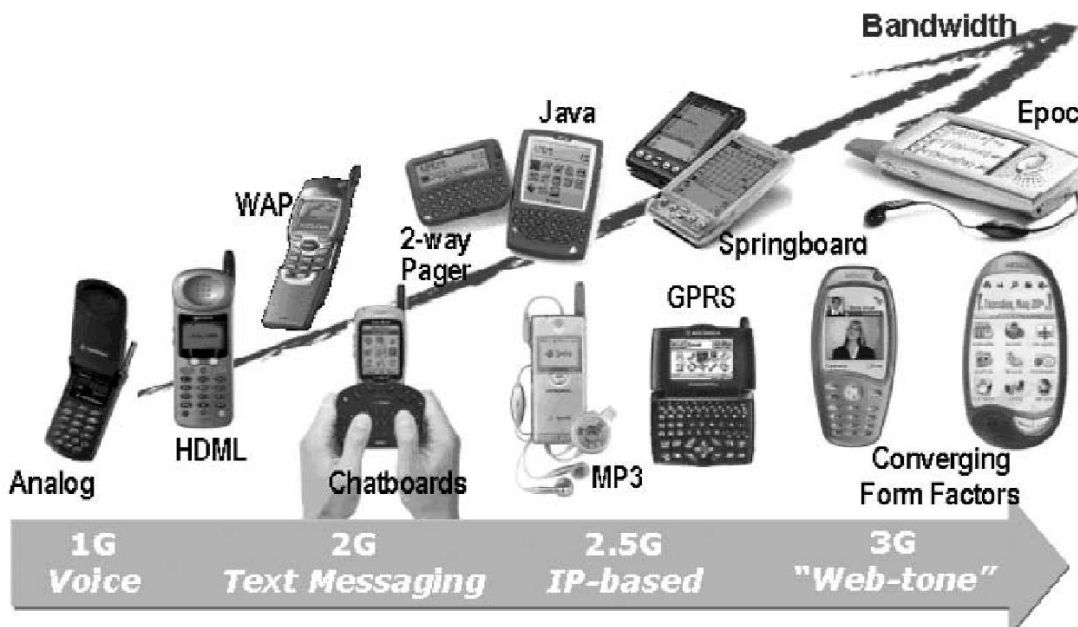 Bandwidth
Java
Epoc
WAP
2-way
Pager
Springboard
GPRS
HDML
Analog
Chatboards
MP3
Converging
Form Factors
1G
Voice
2G
Text Messaging
2.5G
IP-based
3G
“Web-tone”